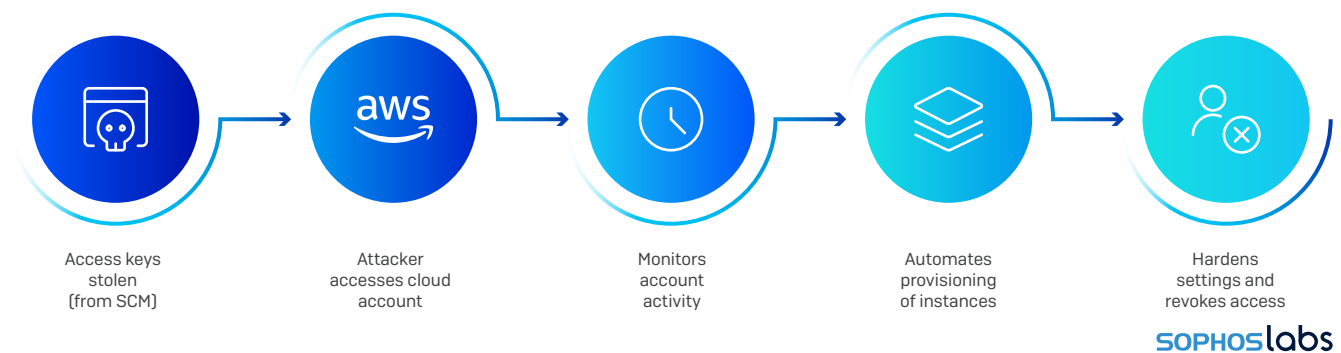 aws
Access keys
stolen
(from SCM)
Attacker
accesses cloud
account
Monitors
account
activity
Automates
provisioning
of instances
Hardens
settings and
revokes access
SOPHOSlabs